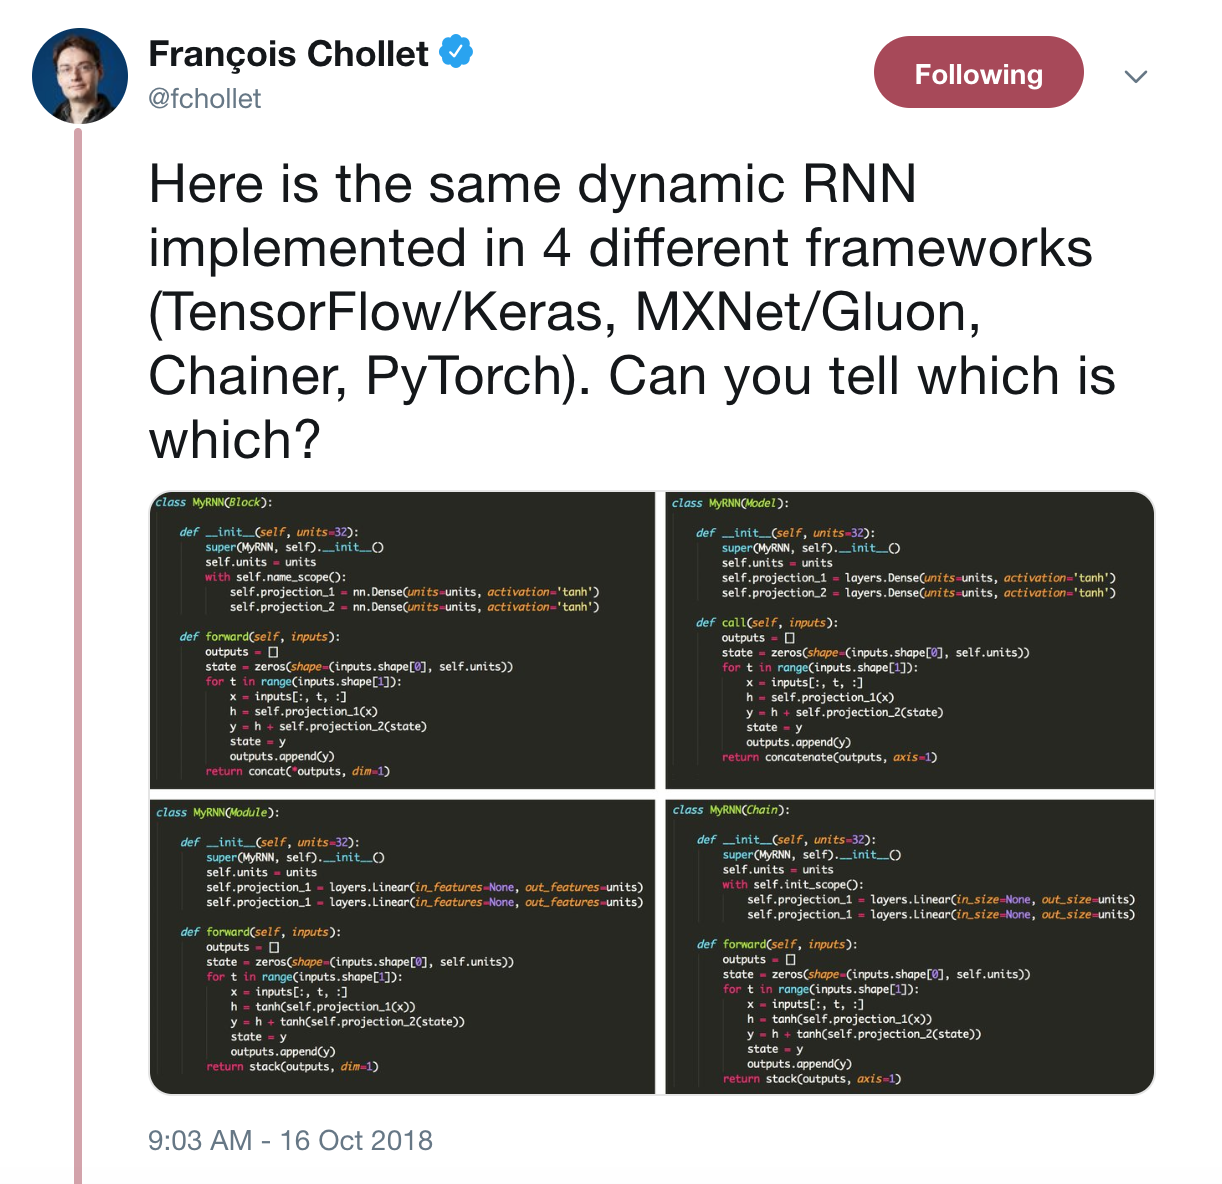 François Chollet
@fchollet
Following
Here is the same dynamic RNN
implemented in 4 different frameworks
(TensorFlow/Keras, MXNet/Gluon,
Chainer, PyTorch). Can you tell which is
which?
class MyRNN(Block):
def __init__(self, units=32):
super(MyRNN, self).__init__()
self.units = units
with self.name_scope():
self.projection_1 = nn.Dense(units=units, activation='tanh')
self.projection_2 = nn.Dense(units=units, activation='tanh')
def forward(self, inputs):
outputs = []
state = zeros(shape=(inputs.shape[0], self.units))
for t in range(inputs.shape[1]):
x = inputs[:, t, :]
h = self.projection_1(x)
y = h + self.projection_2(state)
state = y
outputs.append(y)
return concat(*outputs, dim=1)
class MyRNN(Model):
def __init__(self, units=32):
super(MyRNN, self).__init__()
self.units = units
self.projection_1 = layers.Dense(units=units, activation='tanh')
self.projection_2 = layers.Dense(units=units, activation='tanh')
def call(self, inputs):
outputs = []
state = zeros(shape=(inputs.shape[0], self.units))
for t in range(inputs.shape[1]):
x = inputs[:, t, :]
h = self.projection_1(x)
y = h + self.projection_2(state)
state = y
outputs.append(y)
return concatenate(outputs, axis=1)
class MyRNN(Module):
def __init__(self, units=32):
super(MyRNN, self).__init__()
self.units = units
self.projection_1 = layers.Linear(in_features=None, out_features=units)
self.projection_1 = layers.Linear(in_features=None, out_features=units)
def forward(self, inputs):
outputs = []
state = zeros(shape=(inputs.shape[0], self.units))
for t in range(inputs.shape[1]):
x = inputs[:, t, :]
h = tanh(self.projection_1(x))
y = h + tanh(self.projection_2(state))
state = y
outputs.append(y)
return stack(outputs, dim=1)
class MyRNN(Chain):
def __init__(self, units=32):
super(MyRNN, self).__init__()
self.units = units
with self.init_scope():
self.projection_1 = layers.Linear(in_size=None, out_size=units)
self.projection_1 = layers.Linear(in_size=None, out_size=units)
def forward(self, inputs):
outputs = []
state = zeros(shape=(inputs.shape[0], self.units))
for t in range(inputs.shape[1]):
x = inputs[:, t, :]
h = tanh(self.projection_1(x))
y = h + tanh(self.projection_2(state))
state = y
outputs.append(y)
return stack(outputs, axis=1)
9:03 AM - 16 Oct 2018